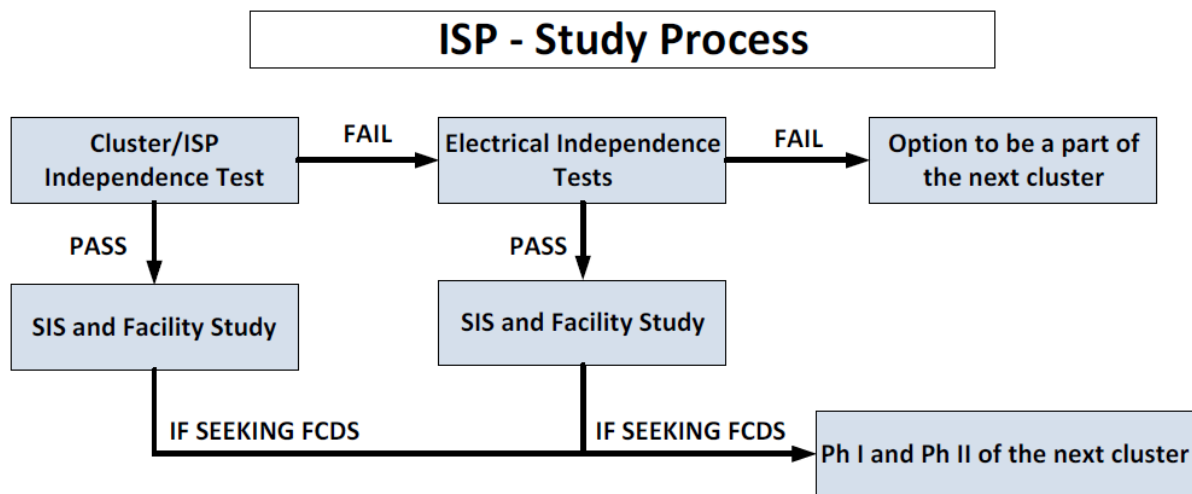 ISP - Study Process
Cluster/ISP
Independence Test
FAIL
Electrical Independence
Tests
FAIL
Option to be a part of
the next cluster
PASS
PASS
SIS and Facility Study
SIS and Facility Study
IF SEEKING FCDS
IF SEEKING FCDS
Ph I and Ph II of the next cluster